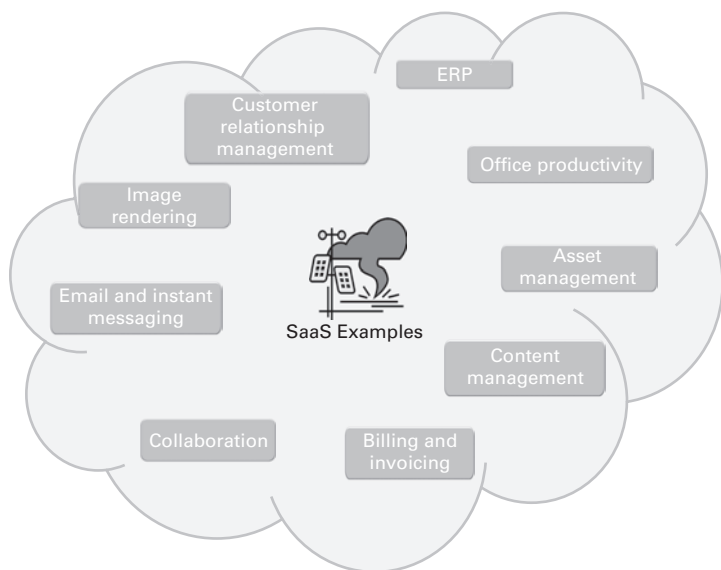 ERP
Customer
relationship
management
Office productivity
Image
rendering
Asset
management
Email and instant
messaging
SaaS Examples
Content
management
Collaboration
Billing and
invoicing